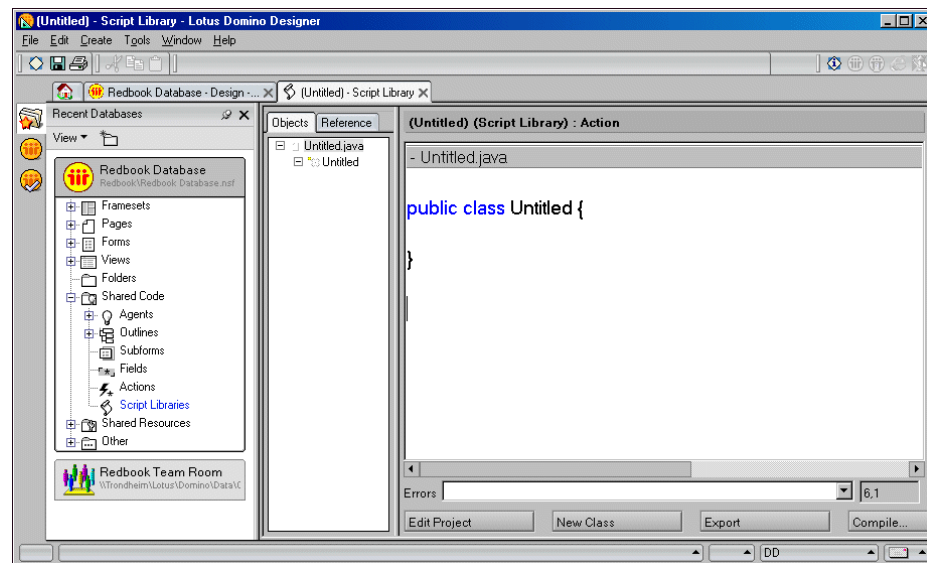 (Untitled) - Script Library - Lotus Domino Designer
File Edit Create Tools Window Help
Redbook Database - Design -... (Untitled) - Script Library
Recent Databases
View
Redbook Database
Redbook\Redbook Database.nsf
Framesets
Pages
Forms
Views
Folders
Shared Code
Agents
Outlines
Subforms
Fields
Actions
Script Libraries
Shared Resources
Other
Redbook Team Room
\\Trondheim\Lotus\Domino\Data\C
Objects Reference
Untitled.java
Untitled
(Untitled) (Script Library) : Action
- Untitled.java
public class Untitled {
}
Errors 6,1
Edit Project New Class Export Compile...
DD